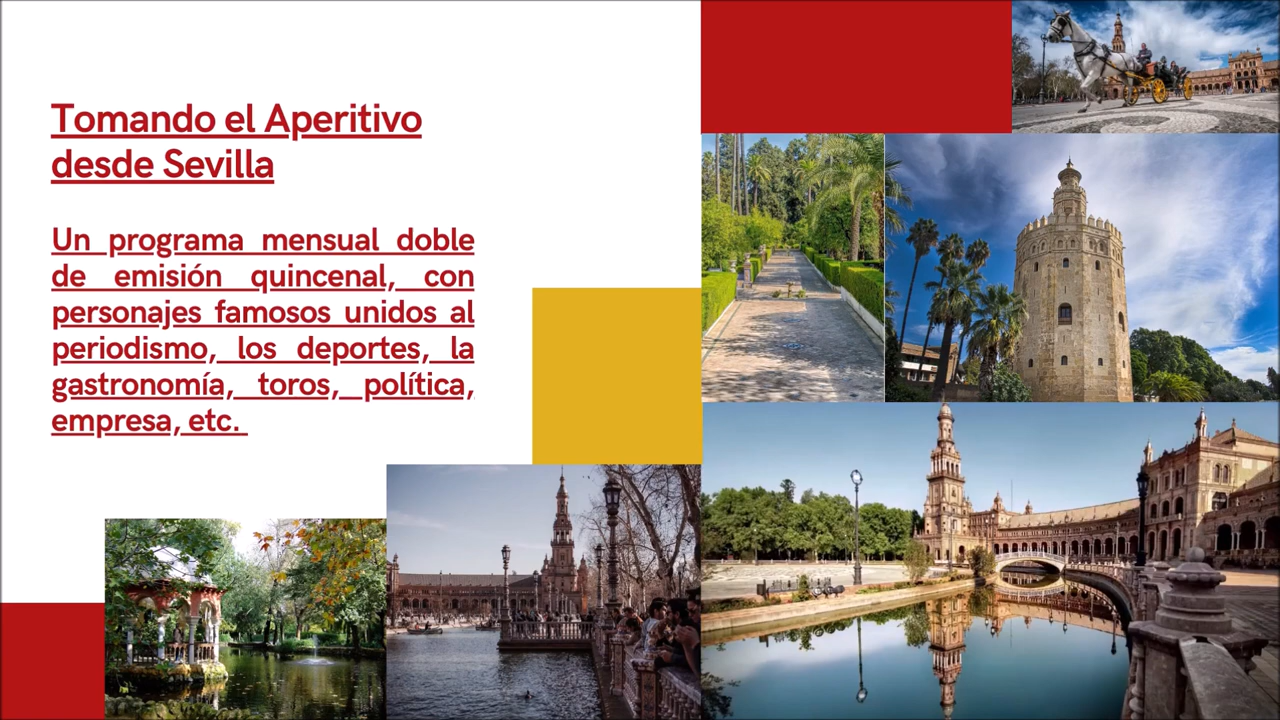 Tomando el Aperitivo
desde Sevilla
Un programa mensual doble
de emisión quincenal, con
personajes famosos unidos al
periodismo, los deportes, la
gastronomía, toros, política,
empresa, etc.